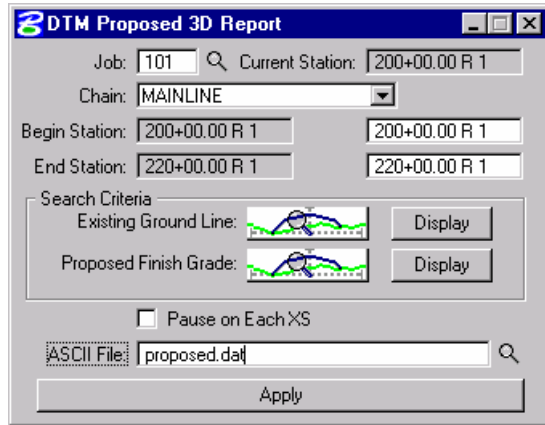 DTM Proposed 3D Report
Job: 101 Current Station: 200+00.00 R 1
Chain: MAINLINE
Begin Station: 200+00.00 R 1 200+00.00 R 1
End Station: 220+00.00 R 1 220+00.00 R 1
Search Criteria
Existing Ground Line: Display
Proposed Finish Grade: Display
Pause on Each XS
ASCII File: proposed.dat
Apply